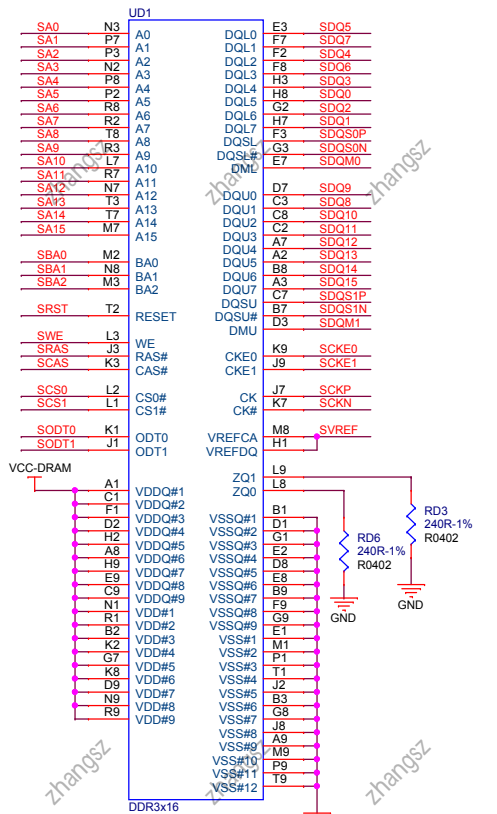 UD1
SA0 N3 A0 DQL0 E3 SDQ5
SA1 P7 A1 DQL1 F7 SDQ7
SA2 P3 A2 DQL2 F2 SDQ4
SA3 N2 A3 DQL3 F8 SDQ6
SA4 P8 A4 DQL4 H3 SDQ3
SA5 P2 A5 DQL5 H8 SDQ0
SA6 R8 A6 DQL6 G2 SDQ2
SA7 R2 A7 DQL7 H7 SDQ1
SA8 T8 A8 DQSL F3 SDQS0P
SA9 R3 A9 DQSL# G3 SDQS0N
SA10 L7 A10 DML E7 SDQM0
SA11 R7 A11
SA12 N7 A12 DQU0 D7 SDQ9
SA13 T3 A13 DQU1 C3 SDQ8
SA14 T7 A14 DQU2 C8 SDQ10
SA15 M7 A15 DQU3 C2 SDQ11
DQU4 A7 SDQ12
SBA0 M2 BA0 DQU5 A2 SDQ13
SBA1 N8 BA1 DQU6 B8 SDQ14
SBA2 M3 BA2 DQU7 A3 SDQ15
DQSU C7 SDQS1P
SRST T2 RESET DQSU# B7 SDQS1N
DMU D3 SDQM1
SWE L3 WE
SRAS J3 RAS# CKE0 K9 SCKE0
SCAS K3 CAS# CKE1 J9 SCKE1
SCS0 L2 CS0# CK J7 SCKP
SCS1 L1 CS1# CK# K7 SCKN
SODT0 K1 ODT0 VREFCA M8 SVREF
SODT1 J1 ODT1 VREFDQ H1
VCC-DRAM
ZQ1 L9
A1 VDDQ#1 ZQ0 L8
C1 VDDQ#2
F1 VDDQ#3 VSSQ#1 B1
D2 VDDQ#4 VSSQ#2 D1
H2 VDDQ#5 VSSQ#3 G1
A8 VDDQ#6 VSSQ#4 E2
H9 VDDQ#7 VSSQ#5 D8
E9 VDDQ#8 VSSQ#6 E8
C9 VDDQ#9 VSSQ#7 B9
N1 VDD#1 VSSQ#8 F9
R1 VDD#2 VSSQ#9 G9
B2 VDD#3 VSS#1 E1
K2 VDD#4 VSS#2 M1
G7 VDD#5 VSS#3 P1
K8 VDD#6 VSS#4 T1
D9 VDD#7 VSS#5 J2
N9 VDD#8 VSS#6 B3
R9 VDD#9 VSS#7 G8
VSS#8 J8
VSS#9 A9
VSS#10 M9
VSS#11 P9
VSS#12 T9
RD3
240R-1%
R0402
GND
RD6
240R-1%
R0402
GND
DDR3x16
zhangsz
zhangsz
zhangsz
zhangsz